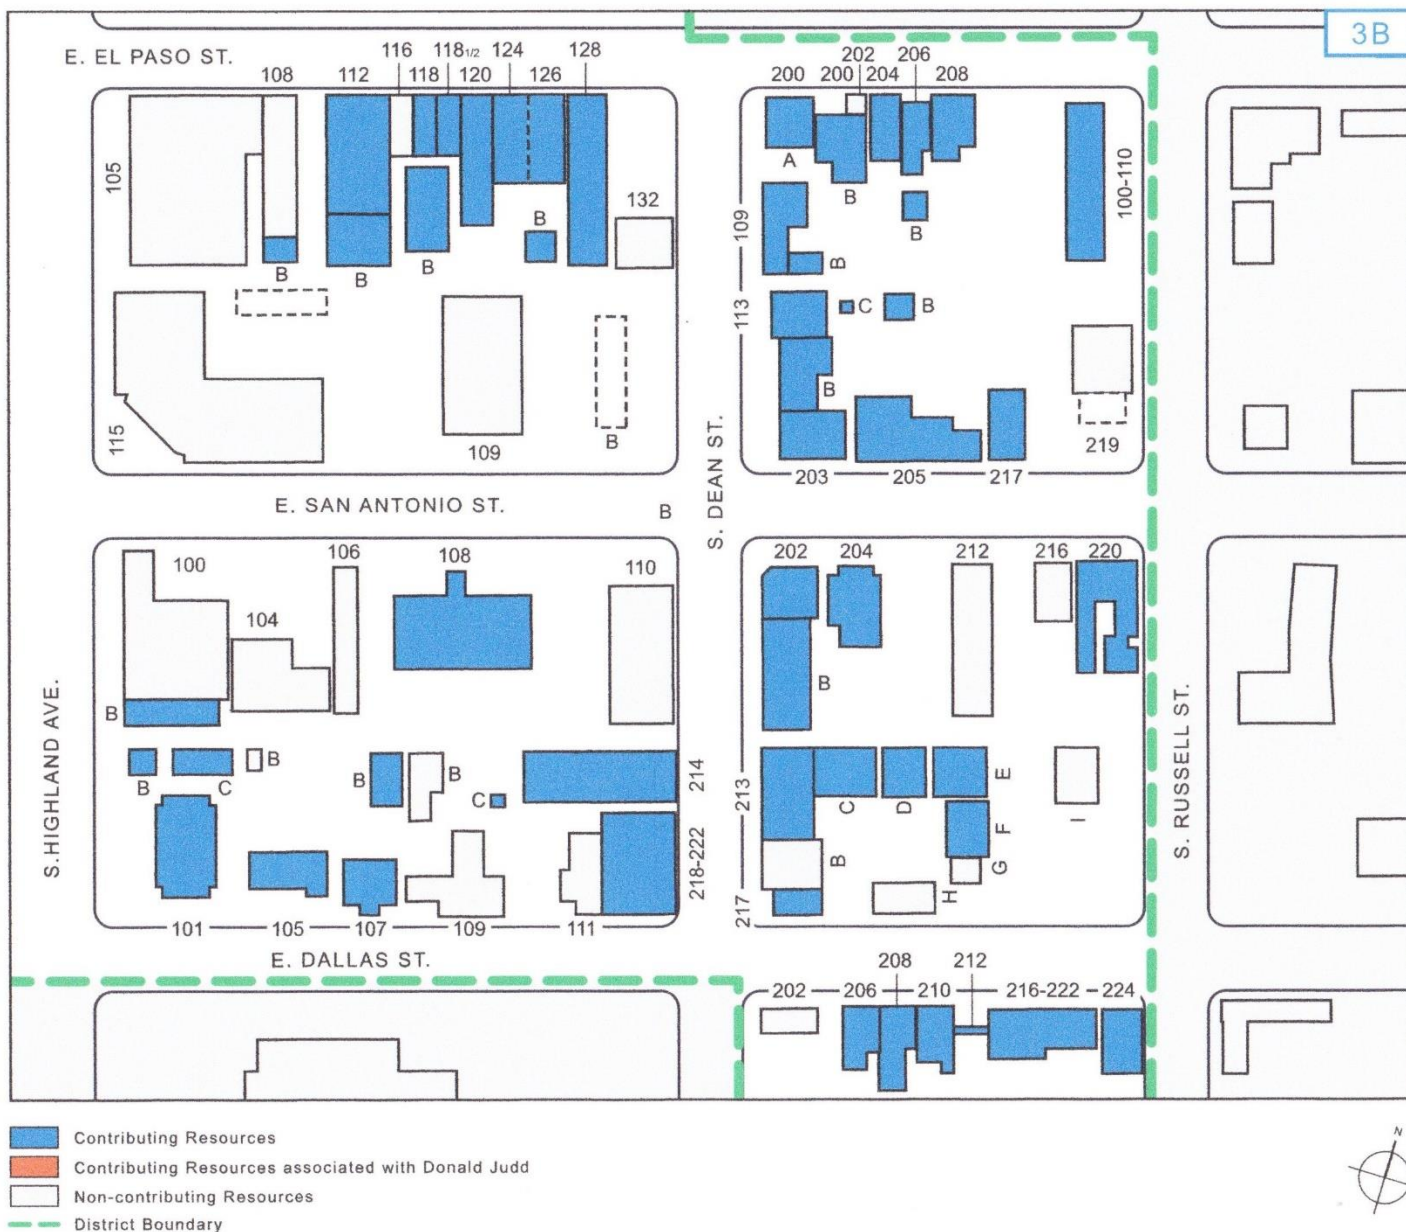 3B
E. EL PASO ST.
116 118 1/2 124 128
108 112 118 120 126
202 206
200 200 204 208
105
A
B
B
109
100-110
132
B
B
B
B
B
113
C
B
B
115
109
B
219
203 205 217
E. SAN ANTONIO ST.
B
S. DEAN ST.
100
106
108
110
104
202 204 212 216 220
B
B
S.HIGHLAND AVE.
S. RUSSELL ST.
B
C
B
B
B
C
214
213
C
D
E
F
G
H
I
B
218-222
217
101 105 107 109 111
E. DALLAS ST.
208 212
202 206 210 216-222 224
Contributing Resources
Contributing Resources associated with Donald Judd
Non-contributing Resources
District Boundary
N